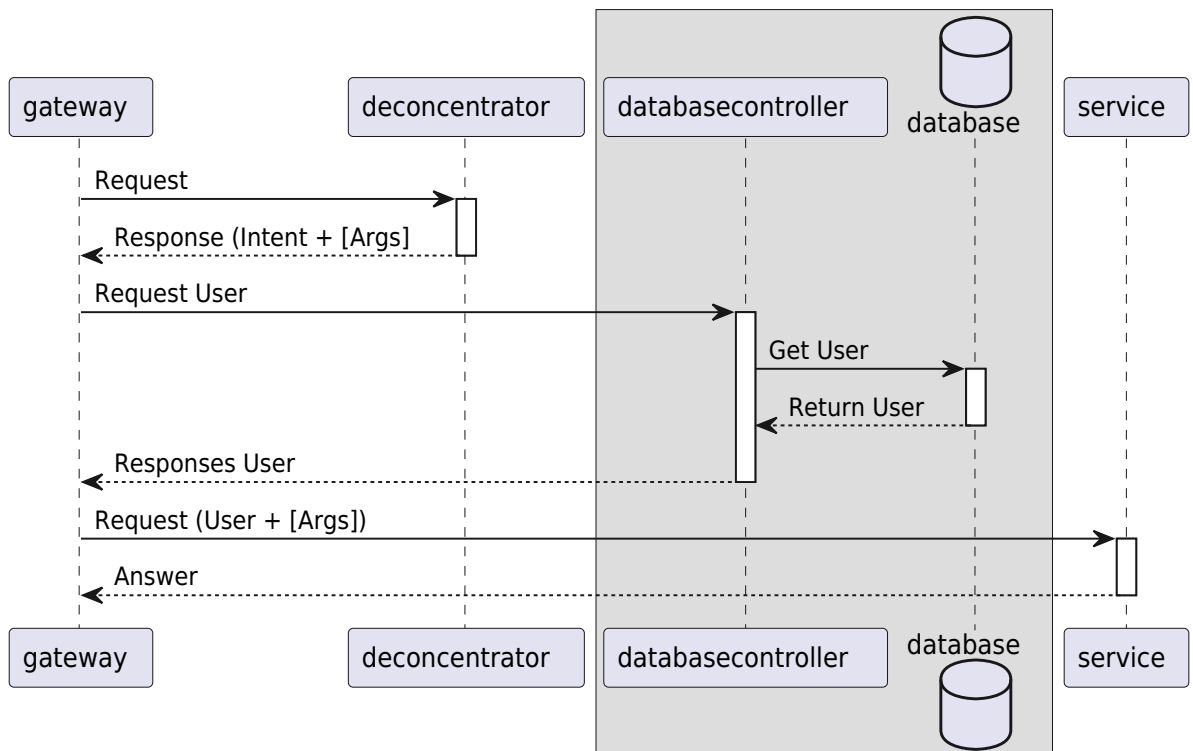 gateway
deconcentrator
databasecontroller
database
service
Request
Response (Intent + [Args]
Request User
Get User
Return User
Responses User
Request (User + [Args])
Answer
gateway
deconcentrator
databasecontroller
database
service